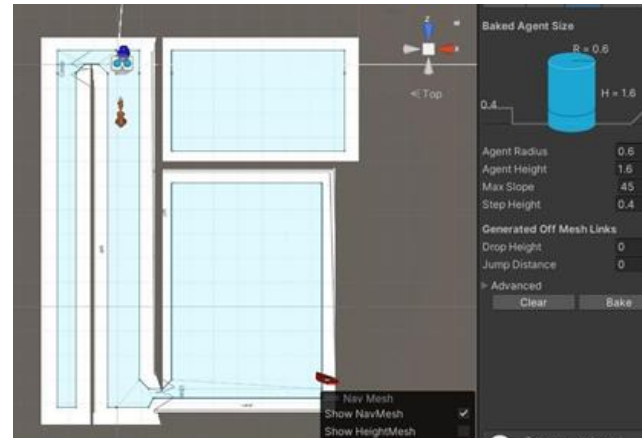 z
x
Top
Baked Agent Size
R = 0.6
H = 1.6
0.4
Agent Radius 0.6
Agent Height 1.6
Max Slope 45
Step Height 0.4
Generated Off Mesh Links
Drop Height 0
Jump Distance 0
Advanced
Clear Bake
Nav Mesh
Show NavMesh
Show HeightMesh